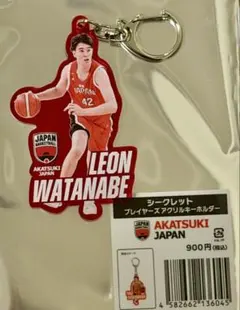 JAPAN
42
JAPAN
BASKETBALL
AKATSUKI
JAPAN
LEON
WATANABE
シークレット
プレイヤーズ アクリルキーホルダー
JAPAN
AKATSUKI
JAPAN
900円(税込)
4 582662 136045